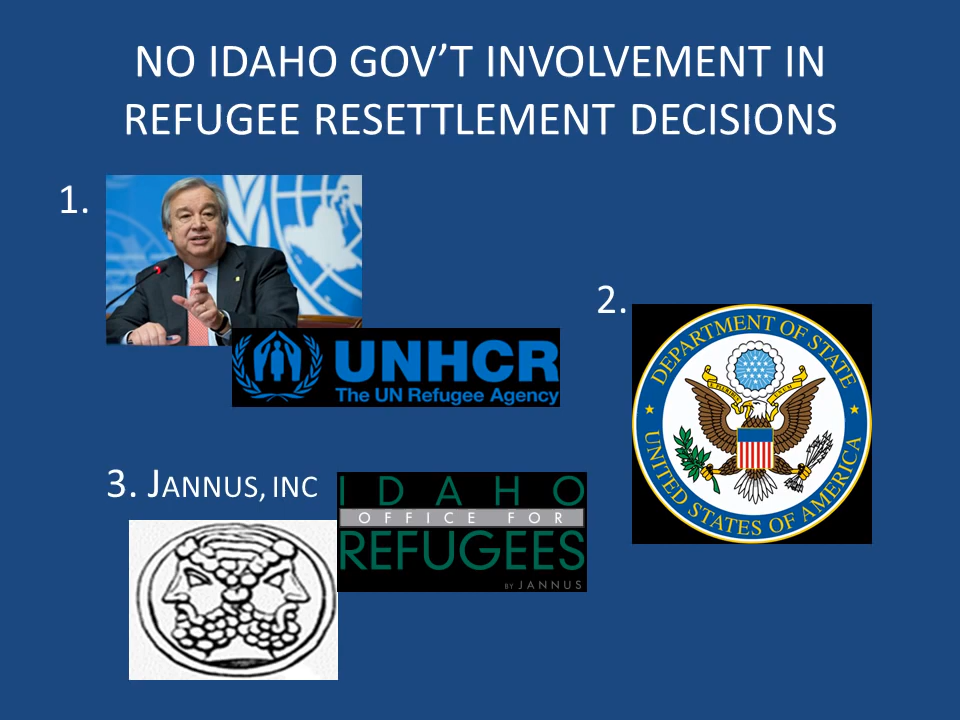 NO IDAHO GOV’T INVOLVEMENT IN
REFUGEE RESETTLEMENT DECISIONS
1.
2.
UNHCR
The UN Refugee Agency
DEPARTMENT OF STATE
UNITED STATES OF AMERICA
3. JANNUS, INC
IDAHO
OFFICE FOR
REFUGEES
BY JANNUS